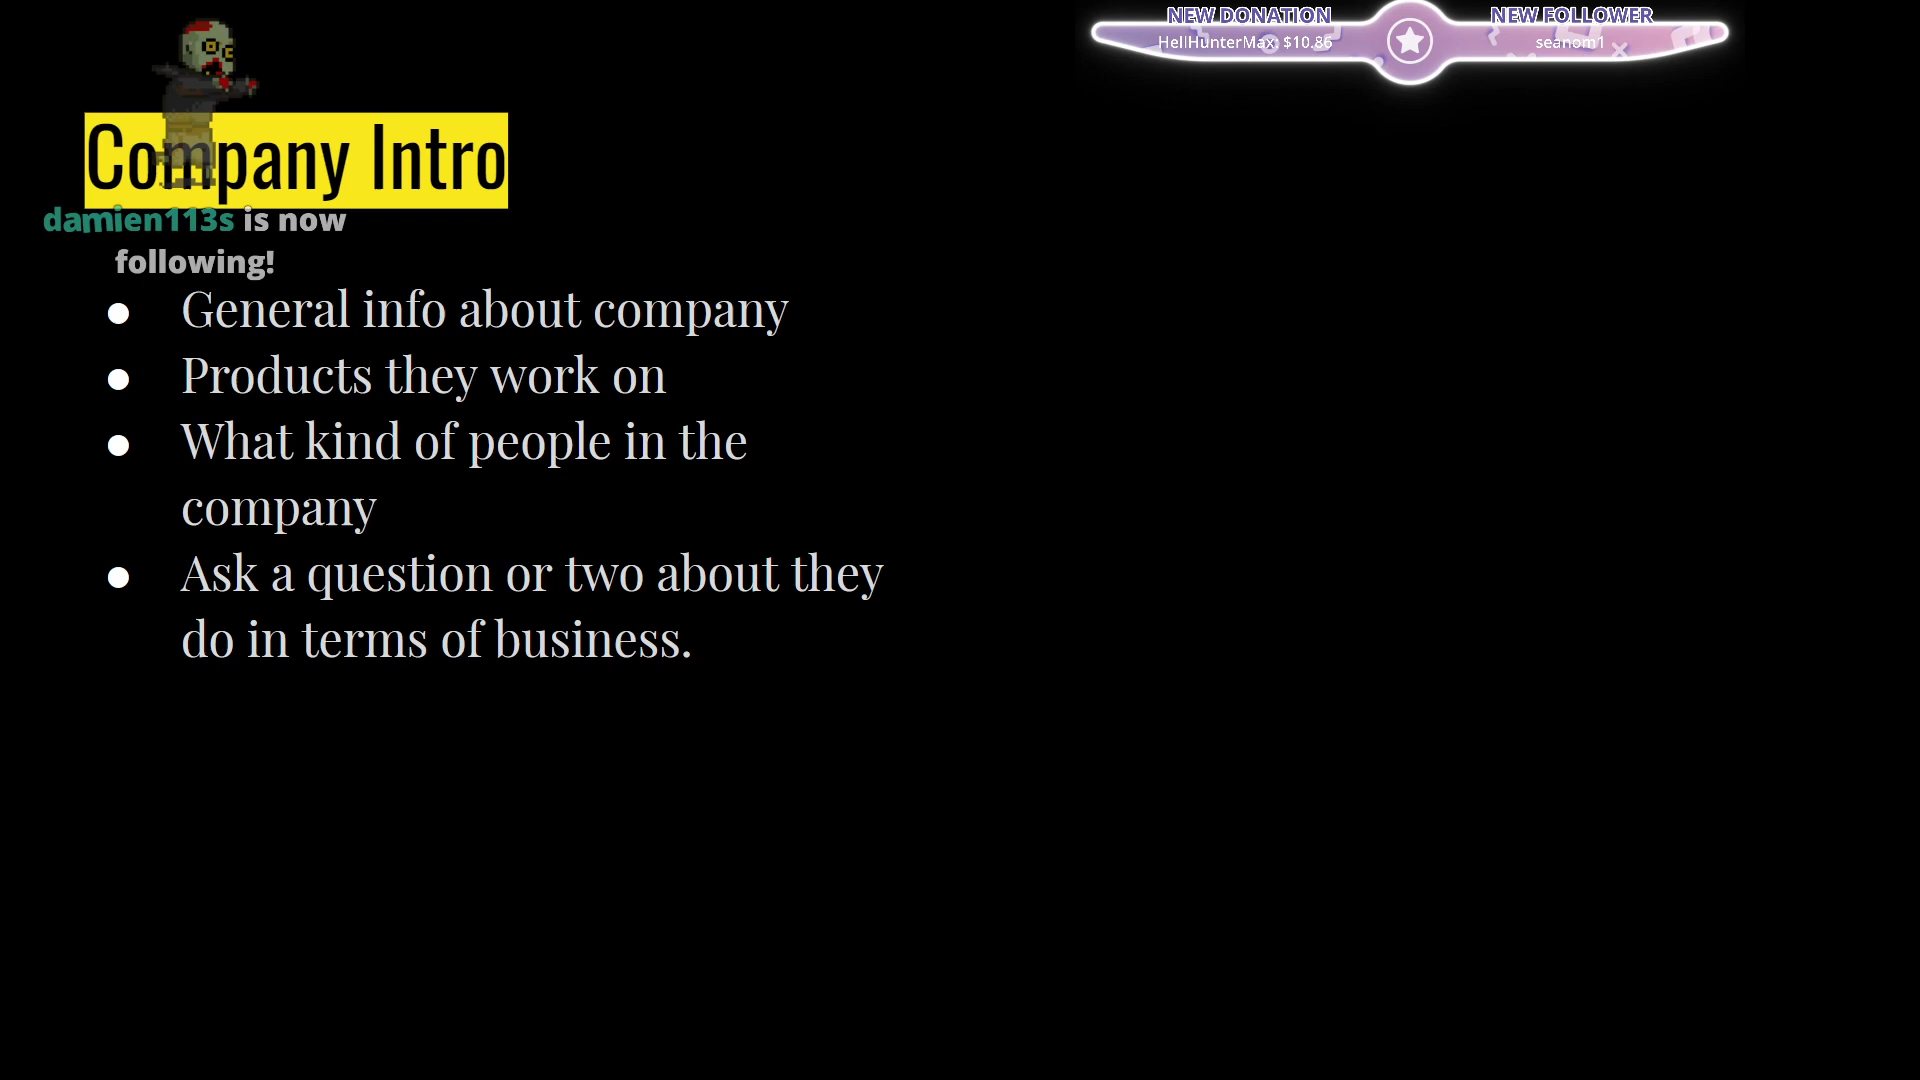 NEW DONATION
HellHunterMax: $10.86
NEW FOLLOWER
seanom1
Company Intro
damien113s is now
following!
● General info about company
● Products they work on
● What kind of people in the
company
● Ask a question or two about they
do in terms of business.